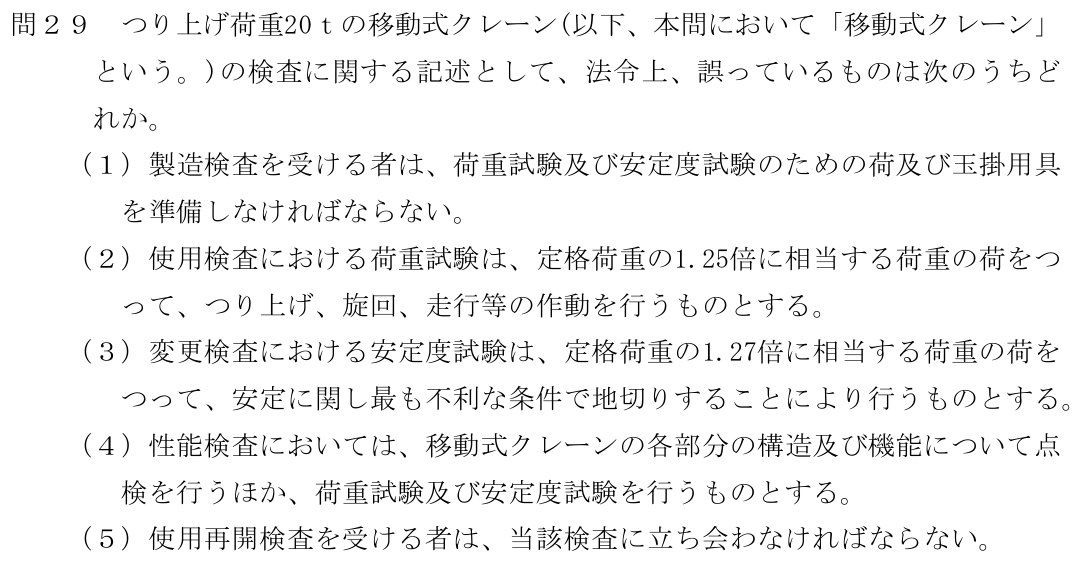 問２９　つり上げ荷重20ｔの移動式クレーン(以下、本問において「移動式クレーン」
という。)の検査に関する記述として、法令上、誤っているものは次のうちど
れか。
（１）製造検査を受ける者は、荷重試験及び安定度試験のための荷及び玉掛用具
を準備しなければならない。
（２）使用検査における荷重試験は、定格荷重の1.25倍に相当する荷重の荷をつ
って、つり上げ、旋回、走行等の作動を行うものとする。
（３）変更検査における安定度試験は、定格荷重の1.27倍に相当する荷重の荷を
つって、安定に関し最も不利な条件で地切りすることにより行うものとする。
（４）性能検査においては、移動式クレーンの各部分の構造及び機能について点
検を行うほか、荷重試験及び安定度試験を行うものとする。
（５）使用再開検査を受ける者は、当該検査に立ち会わなければならない。